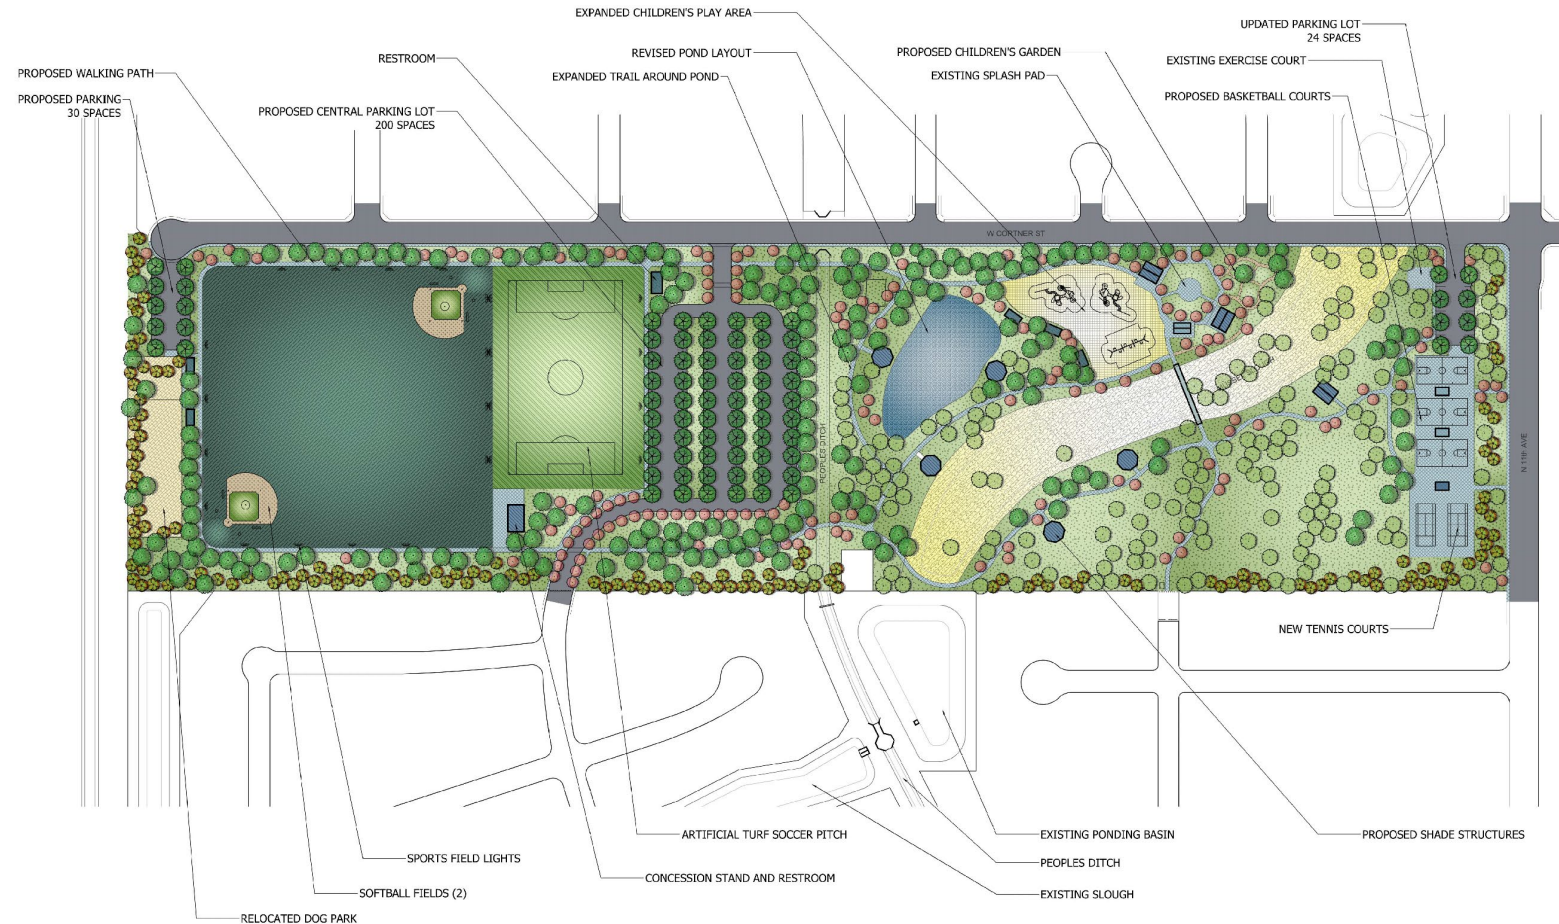 EXPANDED CHILDREN'S PLAY AREA
UPDATED PARKING LOT
24 SPACES
RESTROOM
REVISED POND LAYOUT
PROPOSED CHILDREN'S GARDEN
EXISTING EXERCISE COURT
PROPOSED WALKING PATH
EXPANDED TRAIL AROUND POND
EXISTING SPLASH PAD
PROPOSED PARKING
30 SPACES
PROPOSED CENTRAL PARKING LOT
200 SPACES
PROPOSED BASKETBALL COURTS
W CORTNER ST
PEOPLES DITCH
N 11th AVE
NEW TENNIS COURTS
ARTIFICIAL TURF SOCCER PITCH
EXISTING PONDING BASIN
PROPOSED SHADE STRUCTURES
SPORTS FIELD LIGHTS
PEOPLES DITCH
CONCESSION STAND AND RESTROOM
SOFTBALL FIELDS (2)
EXISTING SLOUGH
RELOCATED DOG PARK